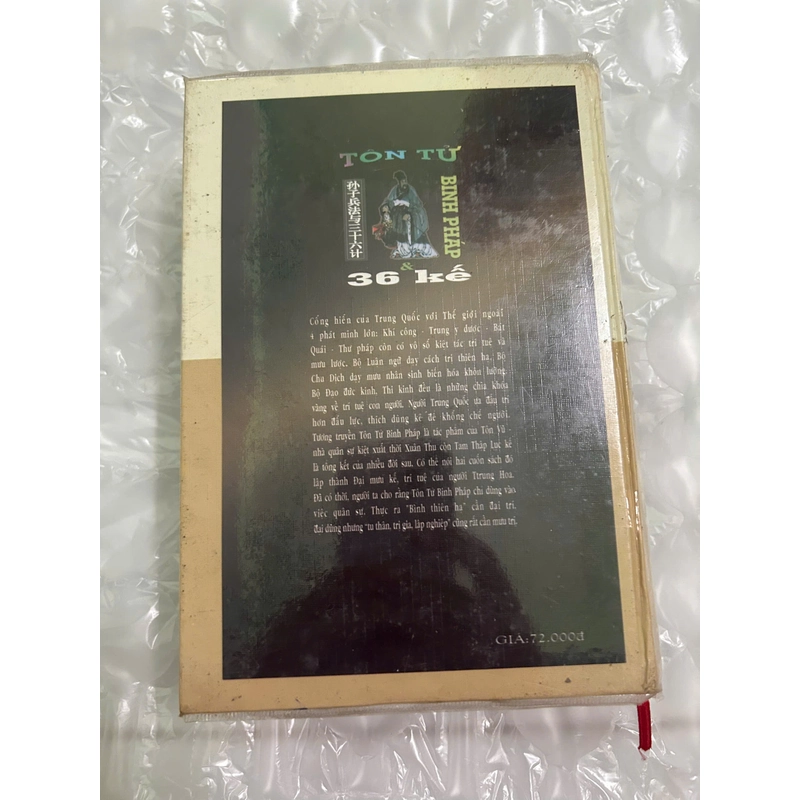 TÔN TỬ
孙子兵法与三十六计
BINH PHÁP
&
36 kế
Cống hiến của Trung Quốc với Thế giới ngoài
4 phát minh lớn: Khí công - Trung y dược - Bát
Quái - Thư pháp còn có vô số kiệt tác trí tuệ và
mưu lược. Bộ Luận ngữ dạy cách trị thiên hạ, Bộ
Chu Dịch dạy mưu nhân sinh biến hóa khôn lường.
Bộ Đạo đức kinh, Thi kinh đều là những chìa khóa
vàng về trí tuệ con người. Người Trung Quốc ưa đấu trí
hơn đấu lực, thích dùng kế để khống chế người.
Tương truyền Tôn Tử Binh Pháp là tác phẩm của Tôn Vũ -
nhà quân sự kiệt xuất thời Xuân Thu còn Tam Thập Lục kế
là tổng kết của nhiều đời sau. Có thể nói hai cuốn sách đó
lập thành Đại mưu kế, trí tuệ của người Ttrung Hoa.
Đã có thời, người ta cho rằng Tôn Tử Binh Pháp chỉ dùng vào
việc quân sự. Thực ra "Bình thiên hạ" cần đại trí,
đại dũng nhưng "tu thân, trị gia, lập nghiệp" cũng rất cần mưu trí.
GIÁ:72.000đ